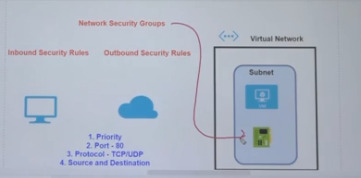 Network Security Groups
Virtual Network
Inbound Security Rules
Outbound Security Rules
Subnet
1. Priority
2. Port - 80
3. Protocol - TCP/UDP
4. Source and Destination